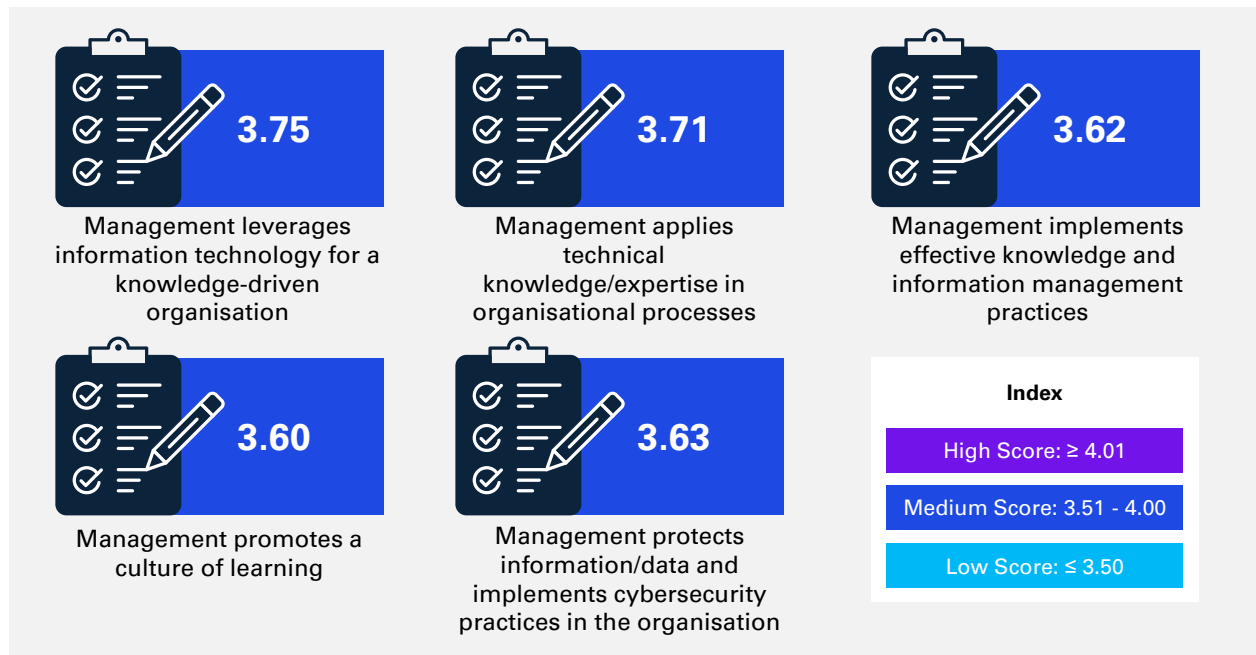 3.75
Management leverages
information technology for a
knowledge-driven
organisation
3.71
Management applies
technical
knowledge/expertise in
organisational processes
3.62
Management implements
effective knowledge and
information management
practices
3.60
Management promotes a
culture of learning
3.63
Management protects
information/data and
implements cybersecurity
practices in the organisation
Index
High Score: ≥ 4.01
Medium Score: 3.51 - 4.00
Low Score: ≤ 3.50